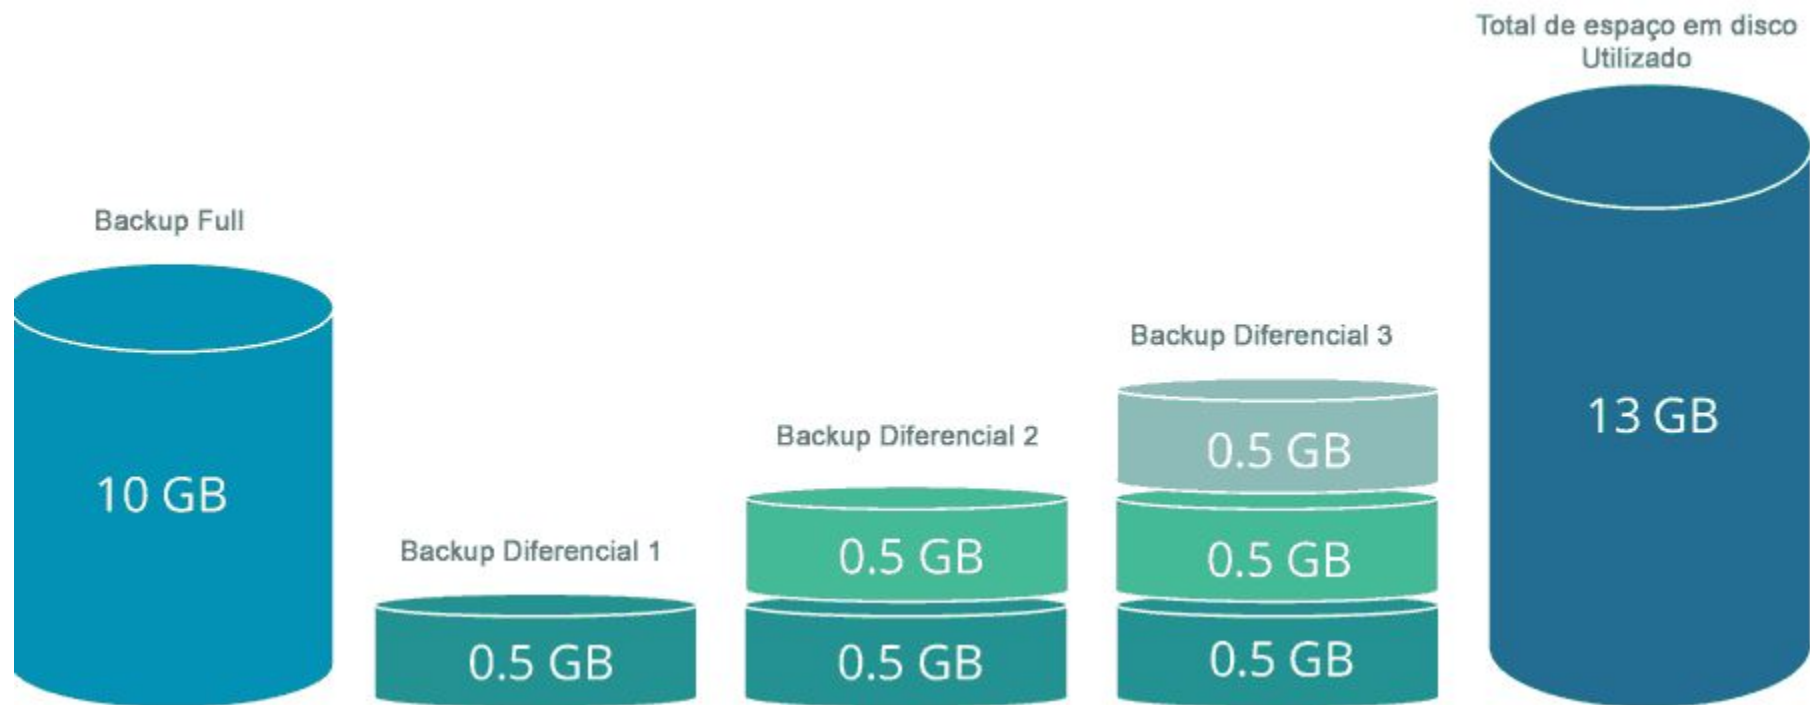 Total de espaço em disco
Utilizado
Backup Full
10 GB
Backup Diferencial 1
0.5 GB
Backup Diferencial 2
0.5 GB
0.5 GB
Backup Diferencial 3
0.5 GB
0.5 GB
0.5 GB
13 GB